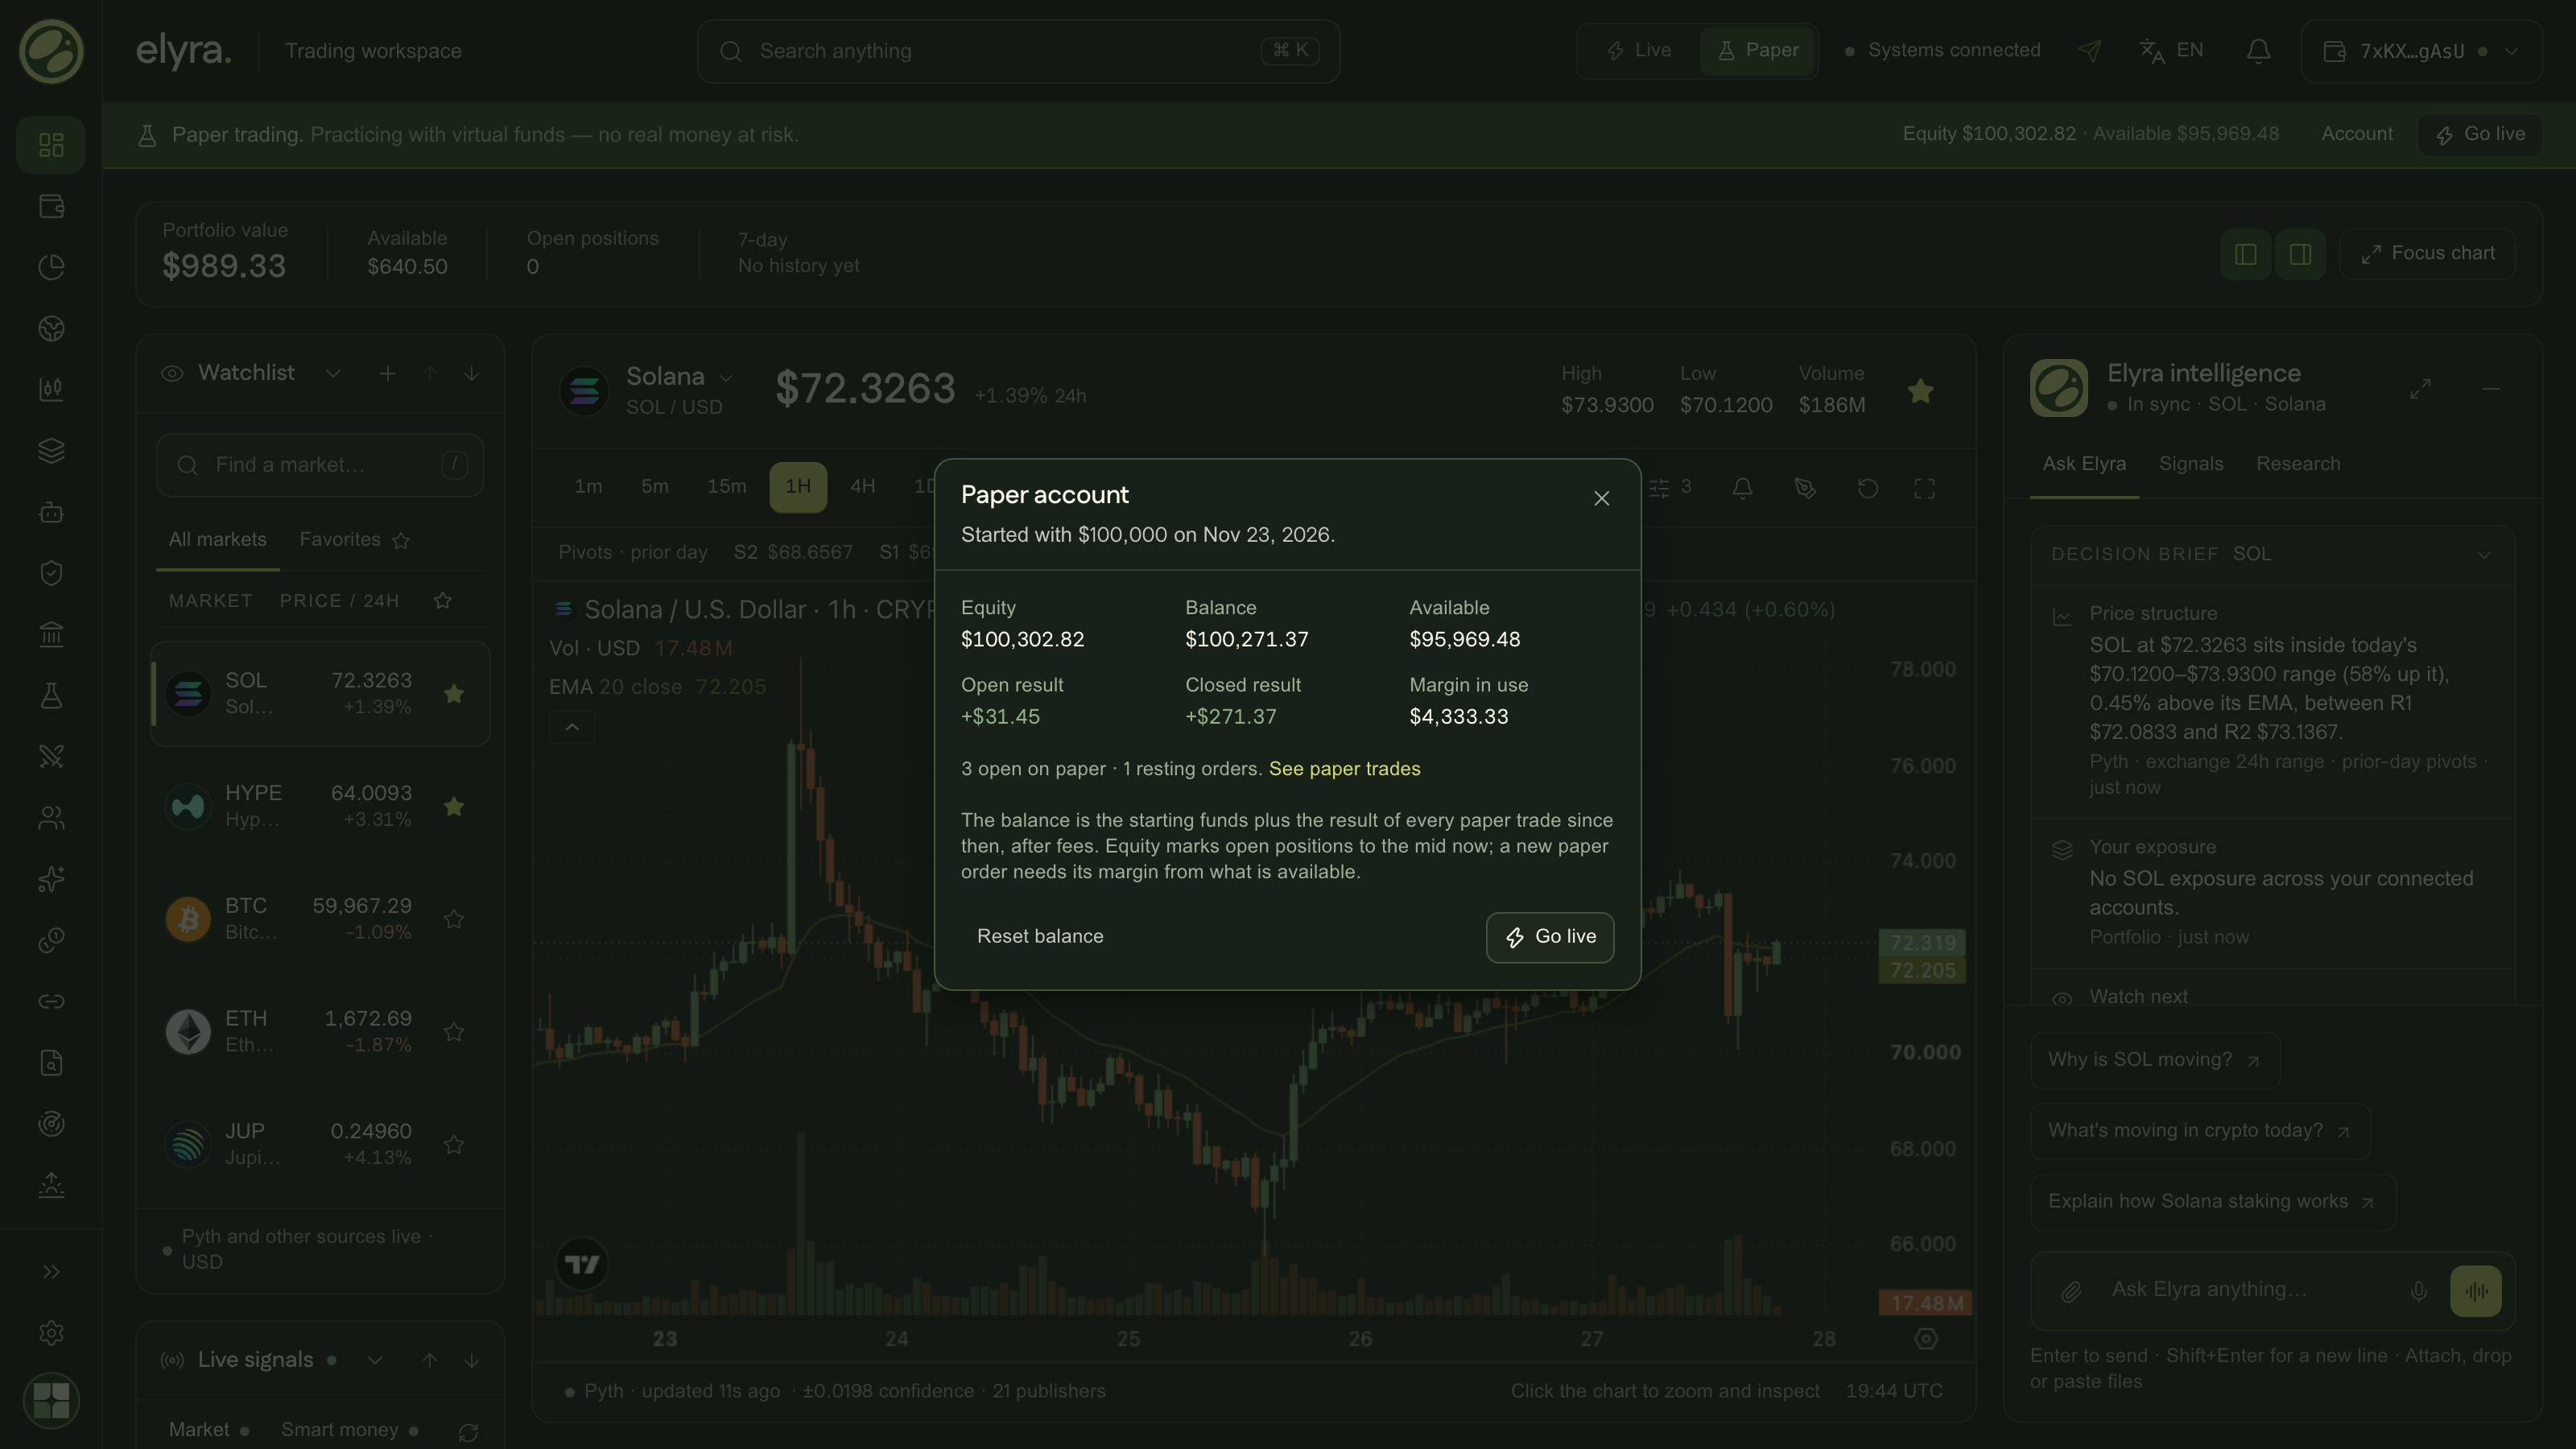 elyra.
Trading workspace
Search anything
⌘ K
Live
Paper
Systems connected
EN
7xKX...gAsU
Paper trading. Practicing with virtual funds — no real money at risk.
Equity $100,302.82 · Available $95,969.48
Account
Go live
Portfolio value
$989.33
Available
$640.50
Open positions
0
7-day
No history yet
Focus chart
Watchlist
Find a market...
/
All markets
Favorites
MARKET
PRICE / 24H
SOL
72.3263
Sol...
+1.39%
HYPE
64.0093
Hyp...
+3.31%
BTC
59,967.29
Bitc...
-1.09%
ETH
1,672.69
Eth...
-1.87%
JUP
0.24960
Jupi...
+4.13%
Pyth and other sources live ·
USD
Live signals
Market
Smart money
Solana
SOL / USD
$72.3263
+1.39% 24h
High
$73.9300
Low
$70.1200
Volume
$186M
1m
5m
15m
1H
4H
3
Pivots · prior day
S2 $68.6567
S1
Solana / U.S. Dollar · 1h ·
+0.434 (+0.60%)
Vol · USD 17.48 M
EMA 20 close 72.205
78.000
76.000
74.000
72.319
72.205
70.000
68.000
66.000
17.48 M
23
24
25
26
27
28
Pyth · updated 11s ago · ±0.0198 confidence · 21 publishers
Click the chart to zoom and inspect
19:44 UTC
Paper account
Started with $100,000 on Nov 23, 2026.
Equity
$100,302.82
Balance
$100,271.37
Available
$95,969.48
Open result
+$31.45
Closed result
+$271.37
Margin in use
$4,333.33
3 open on paper · 1 resting orders. See paper trades
The balance is the starting funds plus the result of every paper trade since
then, after fees. Equity marks open positions to the mid now; a new paper
order needs its margin from what is available.
Reset balance
Go live
Elyra intelligence
In sync · SOL · Solana
Ask Elyra
Signals
Research
DECISION BRIEF SOL
Price structure
SOL at $72.3263 sits inside today's
$70.1200–$73.9300 range (58% up it),
0.45% above its EMA, between R1
$72.0833 and R2 $73.1367.
Pyth · exchange 24h range · prior-day pivots ·
just now
Your exposure
No SOL exposure across your connected
accounts.
Portfolio · just now
Watch next
Why is SOL moving?
What's moving in crypto today?
Explain how Solana staking works
Ask Elyra anything...
Enter to send · Shift+Enter for a new line · Attach, drop
or paste files